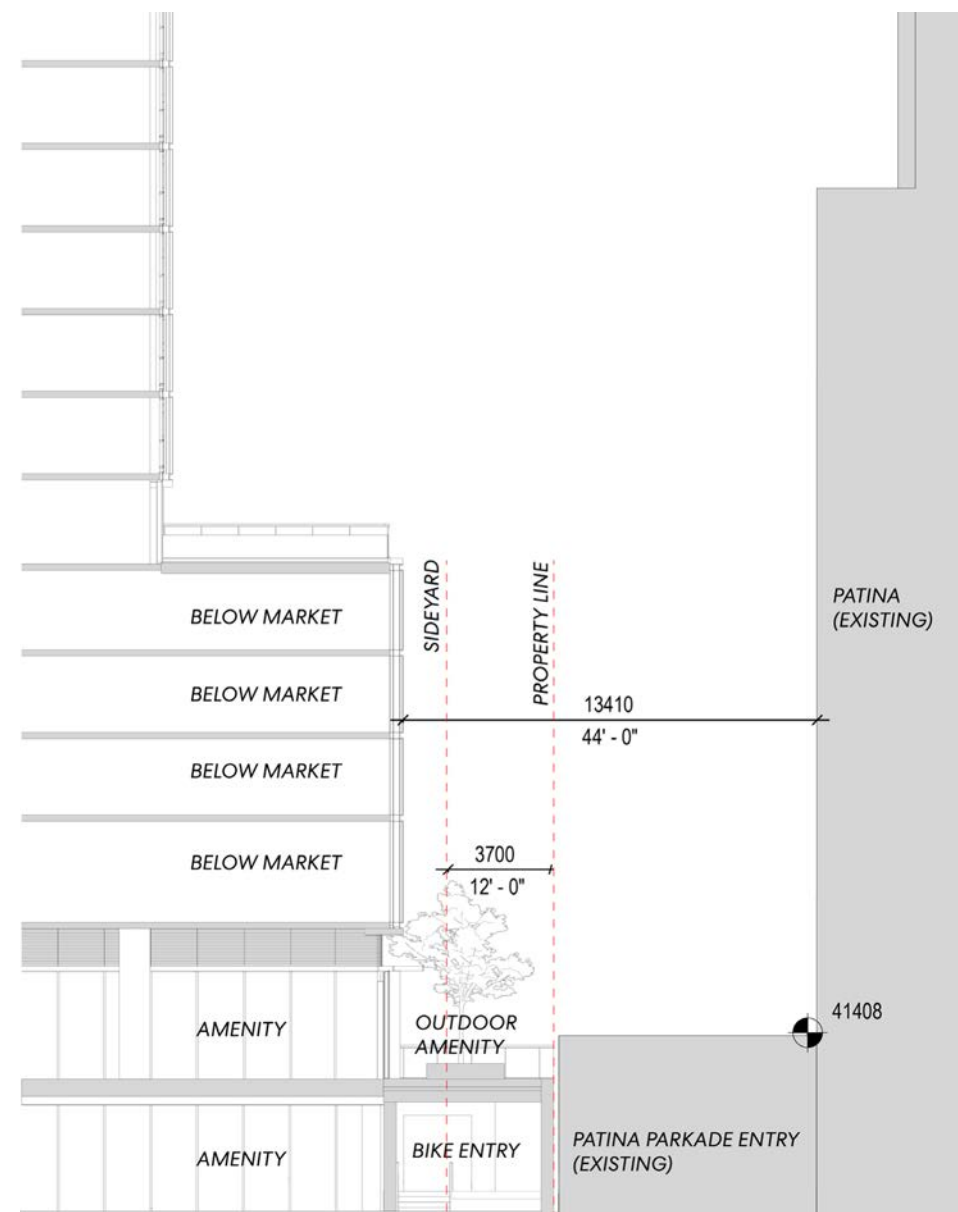 BELOW MARKET
SIDEYARD
PROPERTY LINE
PATINA
(EXISTING)
BELOW MARKET
13410
44' - 0"
BELOW MARKET
BELOW MARKET
3700
12' - 0"
AMENITY
OUTDOOR
AMENITY
41408
AMENITY
BIKE ENTRY
PATINA PARKADE ENTRY
(EXISTING)